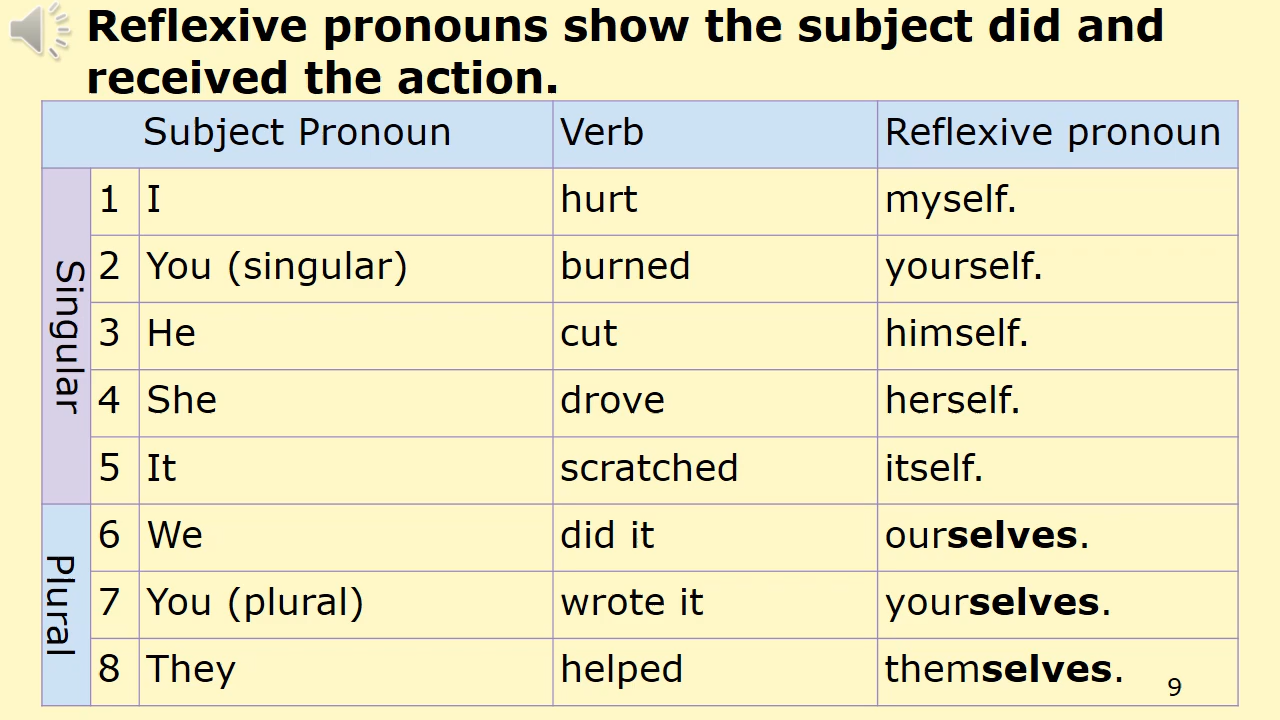 Reflexive pronouns show the subject did and
received the action.
Subject Pronoun Verb Reflexive pronoun
Singular
1 I hurt myself.
2 You (singular) burned yourself.
3 He cut himself.
4 She drove herself.
5 It scratched itself.
Plural
6 We did it ourselves.
7 You (plural) wrote it yourselves.
8 They helped themselves.
9